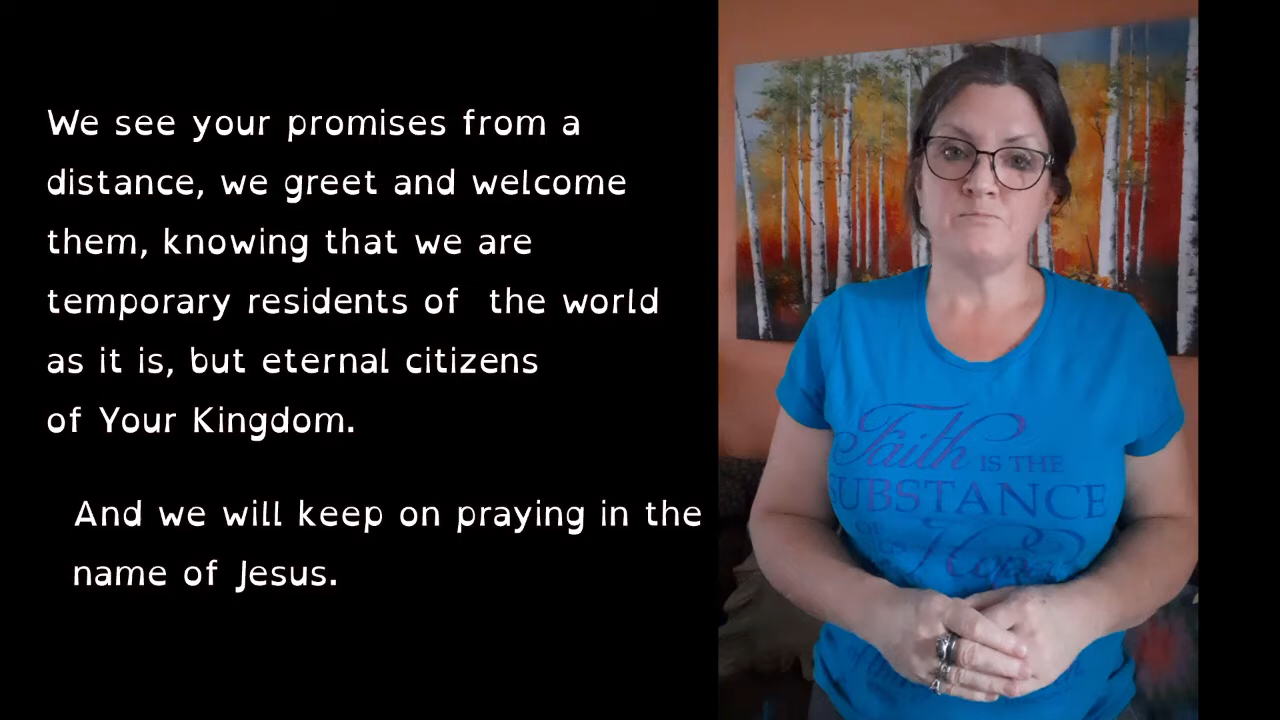 We see your promises from a
distance, we greet and welcome
them, knowing that we are
temporary residents of the world
as it is, but eternal citizens
of Your Kingdom.
And we will keep on praying in the
name of Jesus.
Faith IS THE
SUBSTANCE
Hope